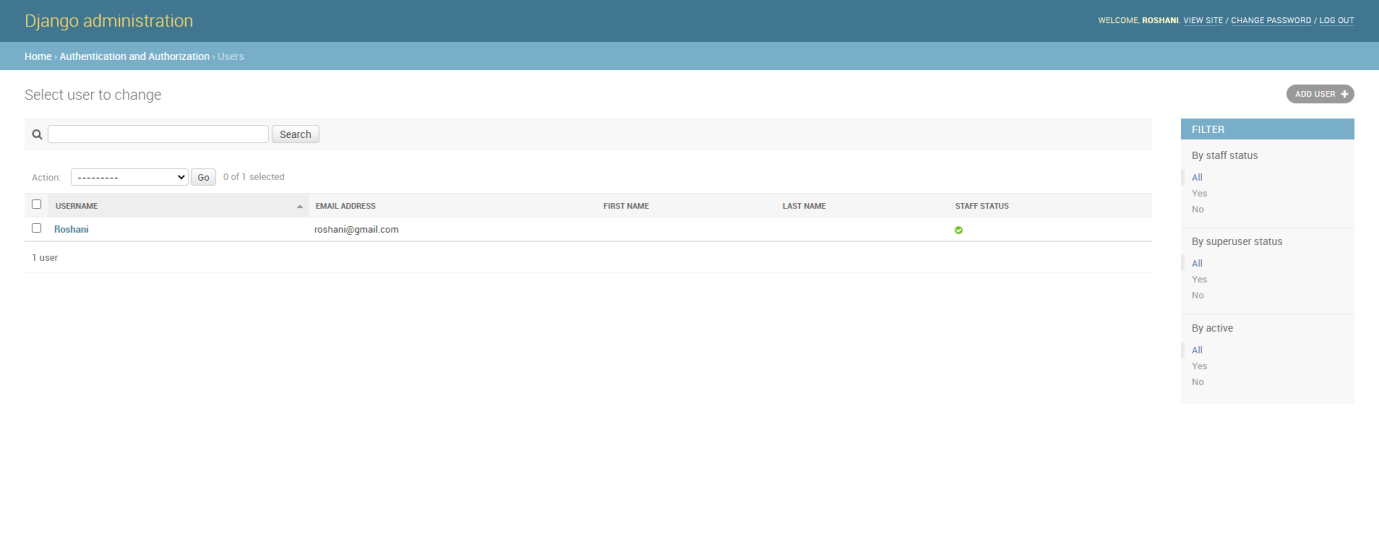 Django administration
WELCOME, ROSHANI. VIEW SITE / CHANGE PASSWORD / LOG OUT
Home › Authentication and Authorization › Users
Select user to change
ADD USER +
Search
Action: --------- Go 0 of 1 selected
USERNAME EMAIL ADDRESS FIRST NAME LAST NAME STAFF STATUS
Roshani roshani@gmail.com
1 user
FILTER
By staff status
All
Yes
No
By superuser status
All
Yes
No
By active
All
Yes
No